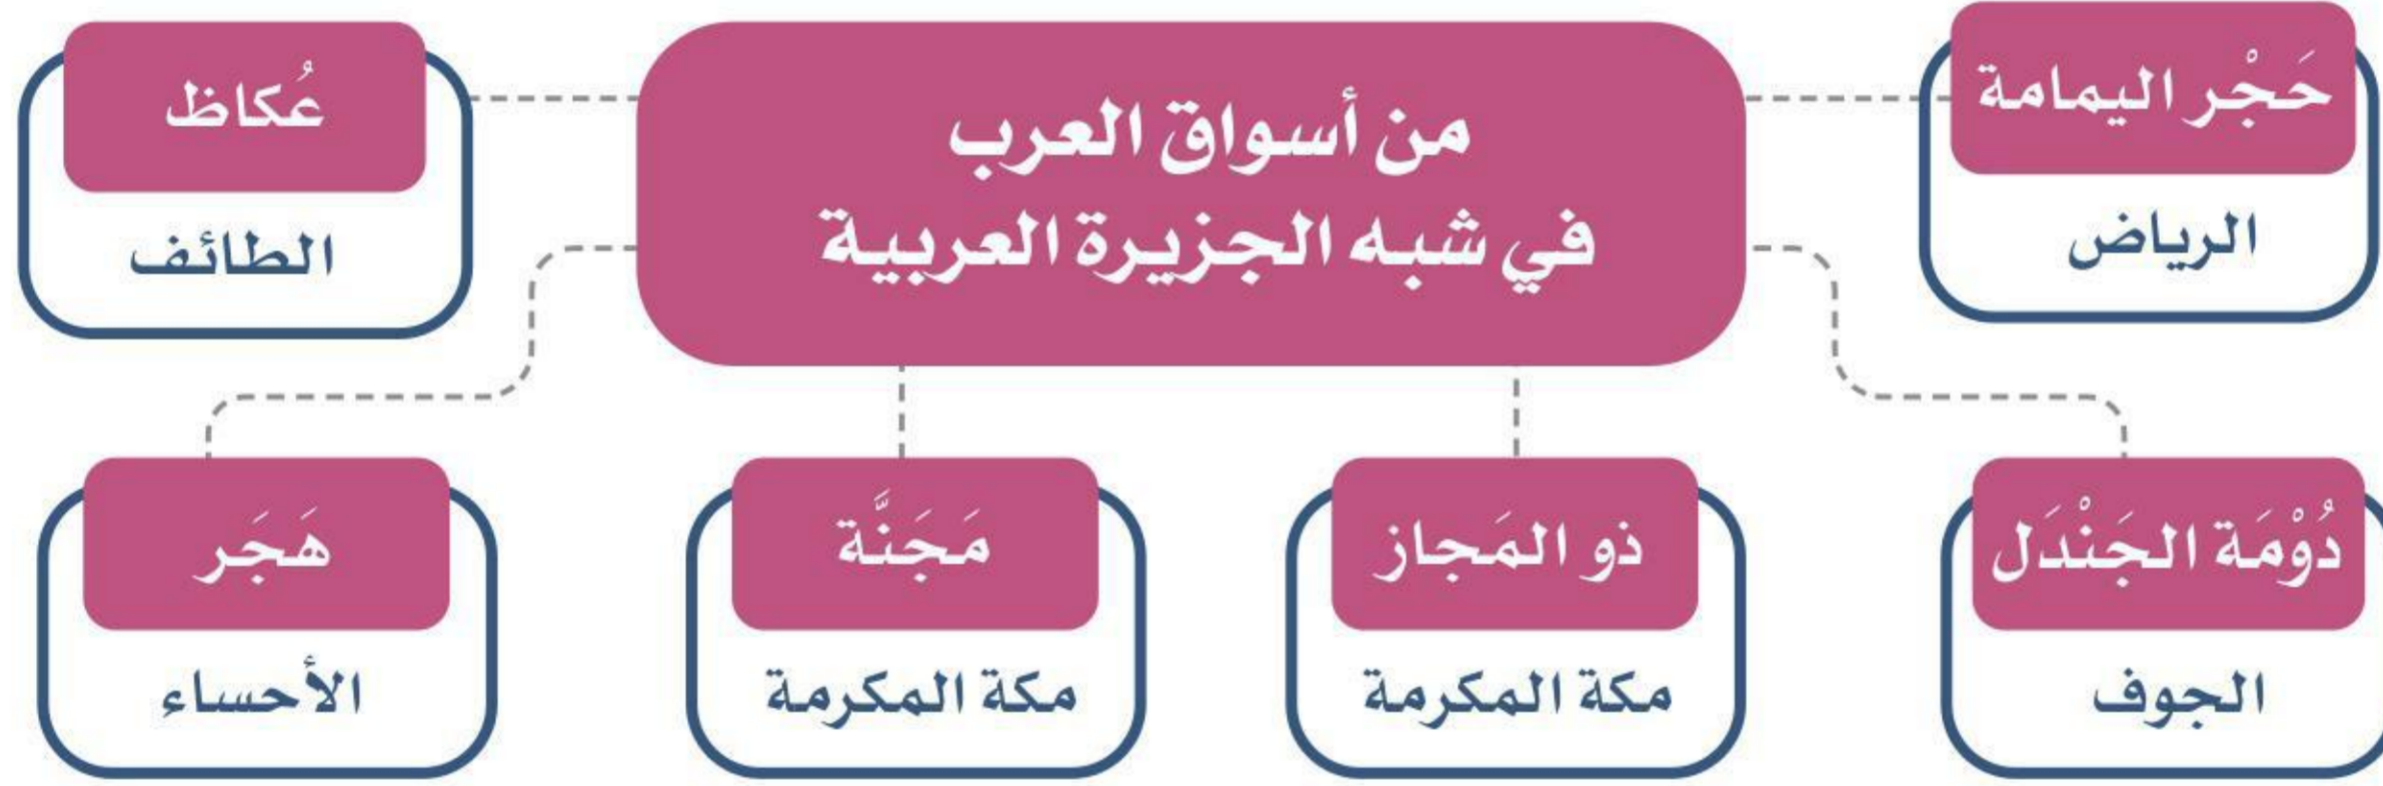 من أسواق العرب
في شبه الجزيرة العربية
حَجْر اليمامة
الرياض
عُكاظ
الطائف
دُوْمَة الجَنْدَل
الجوف
ذو المَجاز
مكة المكرمة
مَجَنَّة
مكة المكرمة
هَجَر
الأحساء